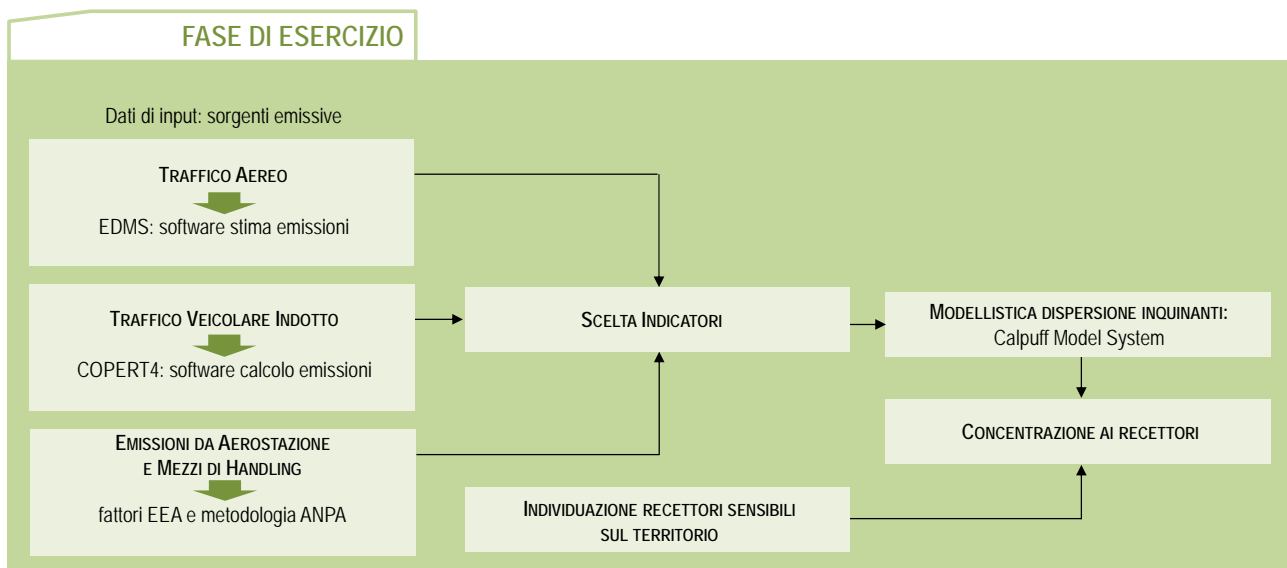 FASE DI ESERCIZIO
Dati di input: sorgenti emissive
TRAFFICO AEREO
EDMS: software stima emissioni
TRAFFICO VEICOLARE INDOTTO
COPERT4: software calcolo emissioni
EMISSIONI DA AEROSTAZIONE
E MEZZI DI HANDLING
fattori EEA e metodologia ANPA
SCELTA INDICATORI
INDIVIDUAZIONE RECETTORI SENSIBILI
SUL TERRITORIO
MODELLISTICA DISPERSIONE INQUINANTI:
Calpuff Model System
CONCENTRAZIONE AI RECETTORI